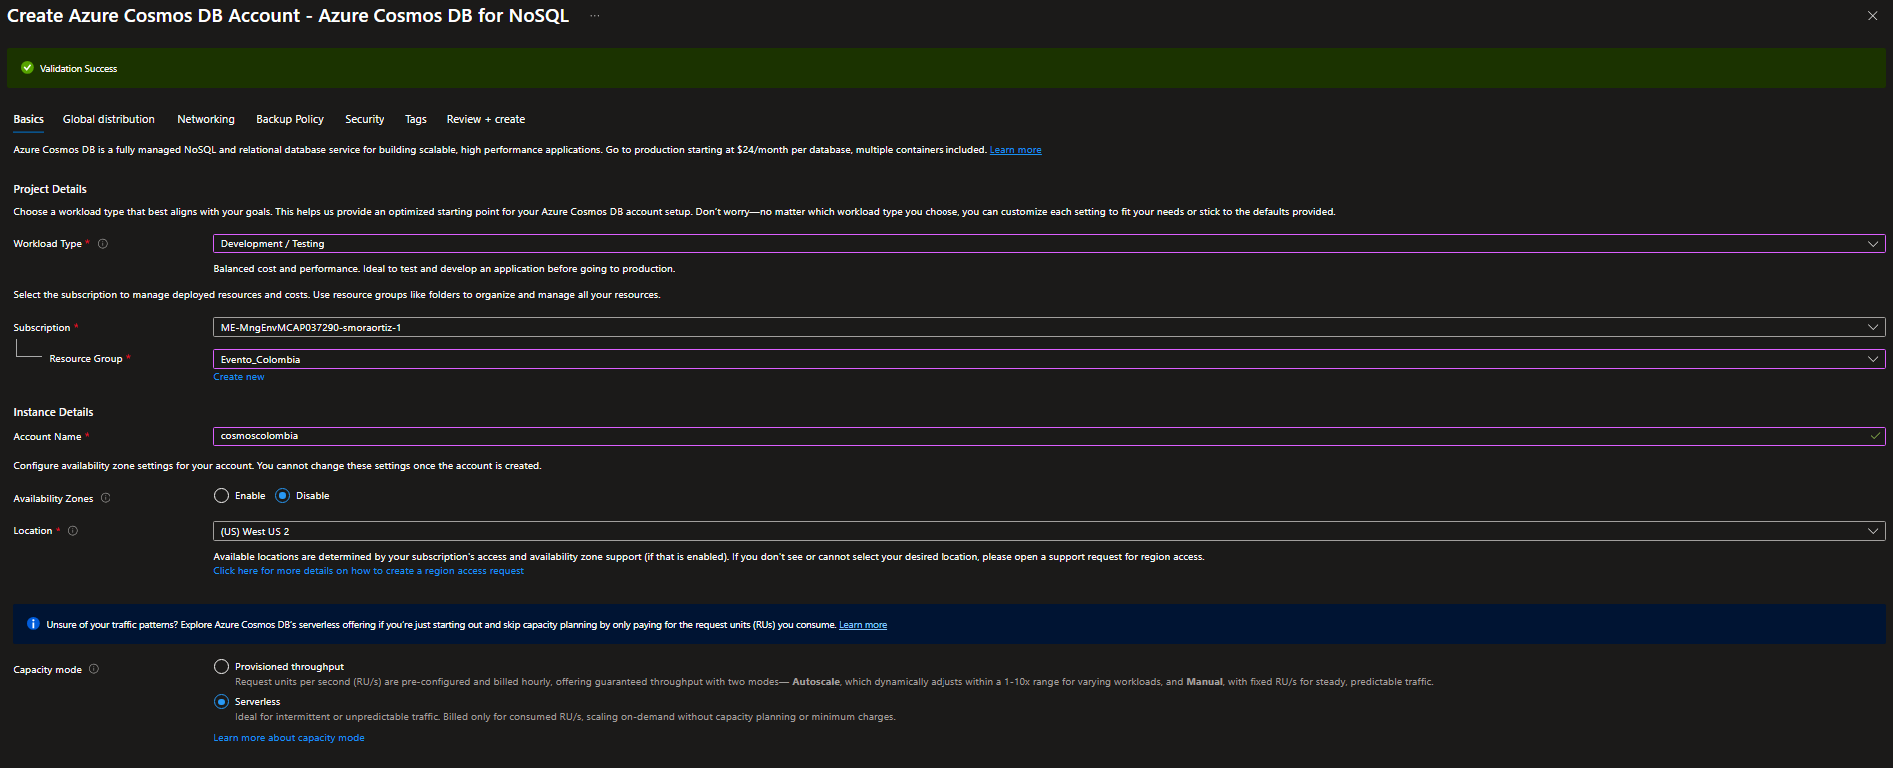 Create Azure Cosmos DB Account - Azure Cosmos DB for NoSQL ...
Validation Success
Basics Global distribution Networking Backup Policy Security Tags Review + create
Azure Cosmos DB is a fully managed NoSQL and relational database service for building scalable, high performance applications. Go to production starting at $24/month per database, multiple containers included. Learn more
Project Details
Choose a workload type that best aligns with your goals. This helps us provide an optimized starting point for your Azure Cosmos DB account setup. Don't worry—no matter which workload type you choose, you can customize each setting to fit your needs or stick to the defaults provided.
Workload Type * Development / Testing
Balanced cost and performance. Ideal to test and develop an application before going to production.
Select the subscription to manage deployed resources and costs. Use resource groups like folders to organize and manage all your resources.
Subscription * ME-MngEnvMCAP037290-smoraortiz-1
Resource Group * Evento_Colombia
Create new
Instance Details
Account Name * cosmoscolombia
Configure availability zone settings for your account. You cannot change these settings once the account is created.
Availability Zones Enable Disable
Location * (US) West US 2
Available locations are determined by your subscription's access and availability zone support (if that is enabled). If you don't see or cannot select your desired location, please open a support request for region access.
Click here for more details on how to create a region access request
Unsure of your traffic patterns? Explore Azure Cosmos DB's serverless offering if you're just starting out and skip capacity planning by only paying for the request units (RUs) you consume. Learn more
Capacity mode Provisioned throughput
Request units per second (RU/s) are pre-configured and billed hourly, offering guaranteed throughput with two modes— Autoscale, which dynamically adjusts within a 1-10x range for varying workloads, and Manual, with fixed RU/s for steady, predictable traffic.
Serverless
Ideal for intermittent or unpredictable traffic. Billed only for consumed RU/s, scaling on-demand without capacity planning or minimum charges.
Learn more about capacity mode